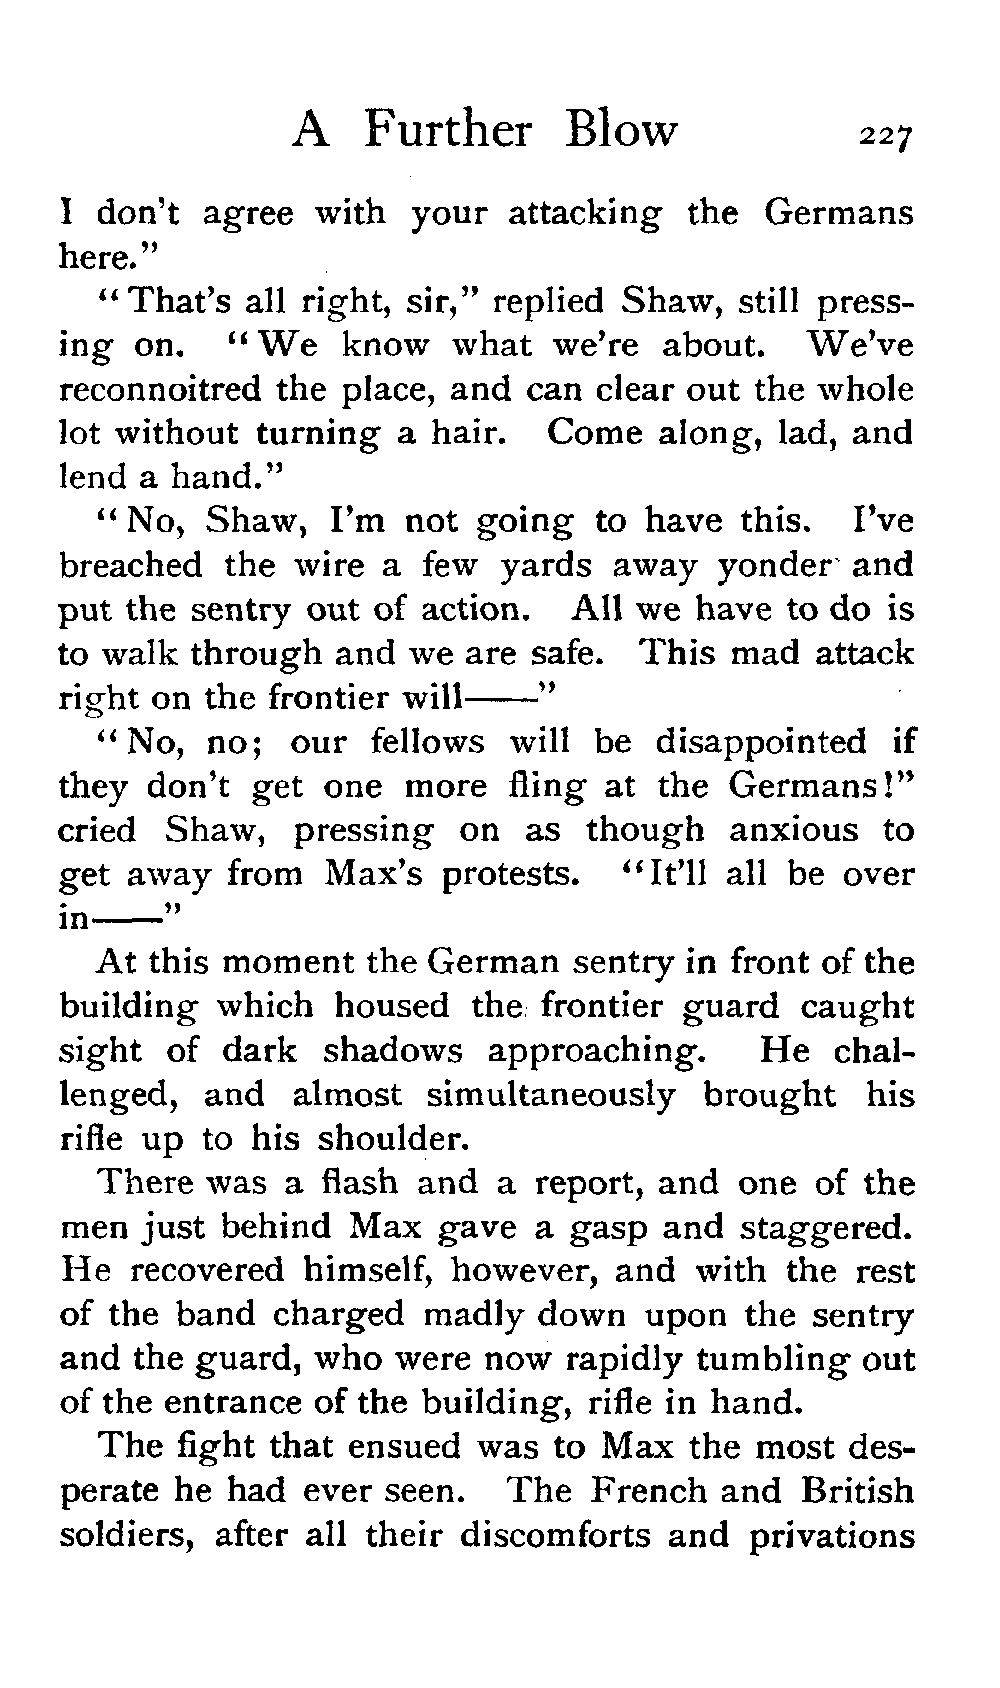 A Further Blow 227
I don't agree with your attacking the Germans
here."
"That's all right, sir," replied Shaw, still press-
ing on. "We know what we're about. We've
reconnoitred the place, and can clear out the whole
lot without turning a hair. Come along, lad, and
lend a hand."
"No, Shaw, I'm not going to have this. I've
breached the wire a few yards away yonder and
put the sentry out of action. All we have to do is
to walk through and we are safe. This mad attack
right on the frontier will——"
"No, no; our fellows will be disappointed if
they don't get one more fling at the Germans!"
cried Shaw, pressing on as though anxious to
get away from Max's protests. "It'll all be over
in——"
At this moment the German sentry in front of the
building which housed the frontier guard caught
sight of dark shadows approaching. He chal-
lenged, and almost simultaneously brought his
rifle up to his shoulder.
There was a flash and a report, and one of the
men just behind Max gave a gasp and staggered.
He recovered himself, however, and with the rest
of the band charged madly down upon the sentry
and the guard, who were now rapidly tumbling out
of the entrance of the building, rifle in hand.
The fight that ensued was to Max the most des-
perate he had ever seen. The French and British
soldiers, after all their discomforts and privations